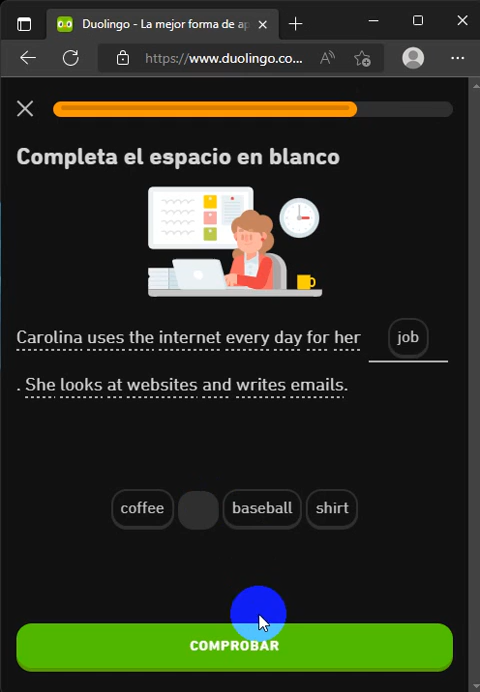 Duolingo - La mejor forma de ap
https://www.duolingo.co...
Completa el espacio en blanco
Carolina uses the internet every day for her job
. She looks at websites and writes emails.
coffee baseball shirt
COMPROBAR